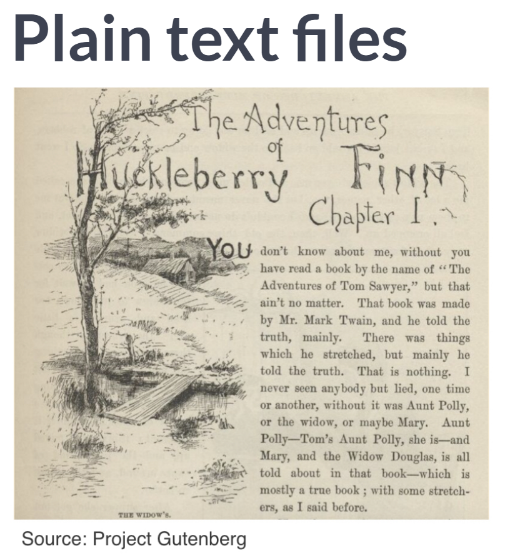 Plain text files
The Adventures
of
Huckleberry Finn
Chapter I.
You don't know about me, without you
have read a book by the name of "The
Adventures of Tom Sawyer," but that
ain't no matter. That book was made
by Mr. Mark Twain, and he told the
truth, mainly. There was things
which he stretched, but mainly he
told the truth. That is nothing. I
never seen anybody but lied, one time
or another, without it was Aunt Polly,
or the widow, or maybe Mary. Aunt
Polly—Tom's Aunt Polly, she is—and
Mary, and the Widow Douglas, is all
told about in that book—which is
mostly a true book ; with some stretch-
ers, as I said before.
THE WIDOW'S.
Source: Project Gutenberg